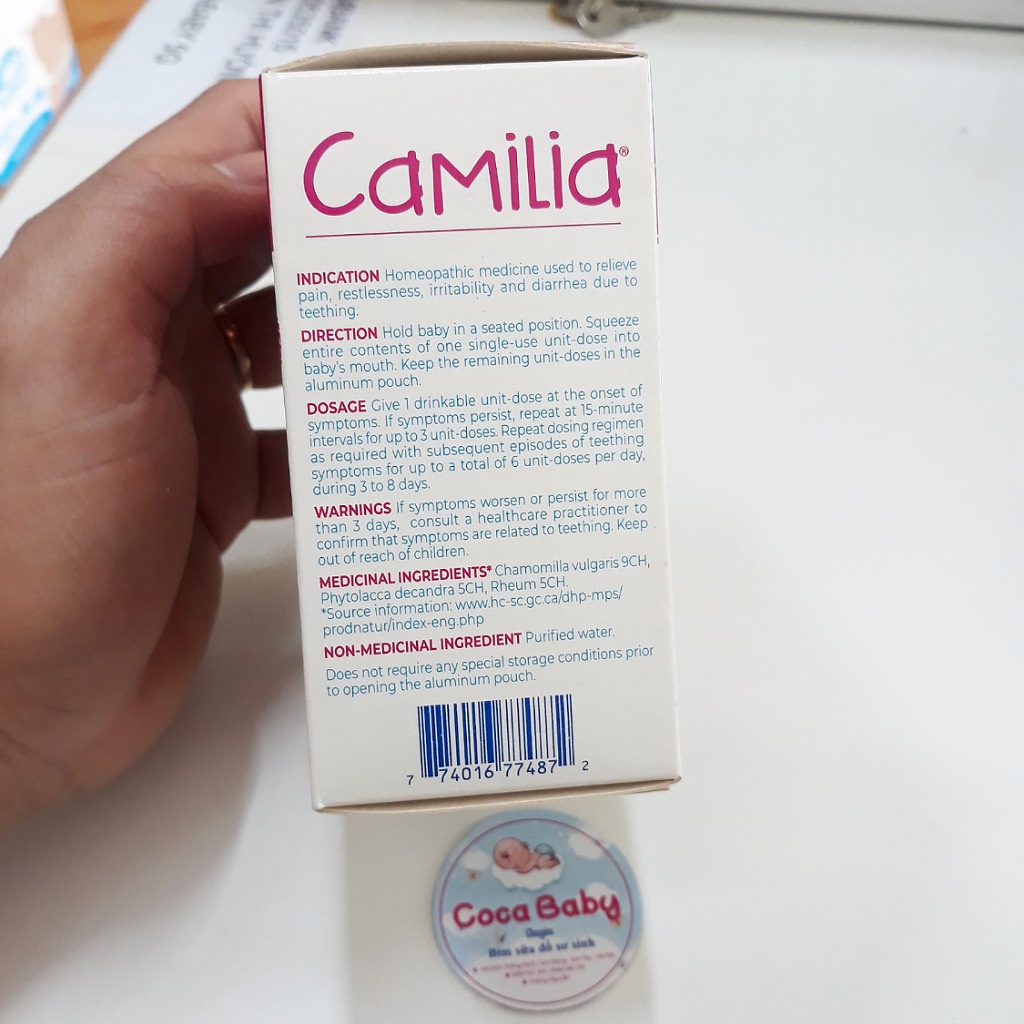 Camilia®
INDICATION Homeopathic medicine used to relieve
pain, restlessness, irritability and diarrhea due to
teething.
DIRECTION Hold baby in a seated position. Squeeze
entire contents of one single-use unit-dose into
baby's mouth. Keep the remaining unit-doses in the
aluminum pouch.
DOSAGE Give 1 drinkable unit-dose at the onset of
symptoms. If symptoms persist, repeat at 15-minute
intervals for up to 3 unit-doses. Repeat dosing regimen
as required with subsequent episodes of teething
symptoms for up to a total of 6 unit-doses per day,
during 3 to 8 days.
WARNINGS If symptoms worsen or persist for more
than 3 days, consult a healthcare practitioner to
confirm that symptoms are related to teething. Keep
out of reach of children.
MEDICINAL INGREDIENTS* Chamomilla vulgaris 9CH,
Phytolacca decandra 5CH, Rheum 5CH.
*Source information: www.hc-sc.gc.ca/dhp-mps/
prodnatur/index-eng.php
NON-MEDICINAL INGREDIENT Purified water.
Does not require any special storage conditions prior
to opening the aluminum pouch.
7 74016 77487 2
Coca Baby
Chuyên
Bỉm sữa đồ sơ sinh